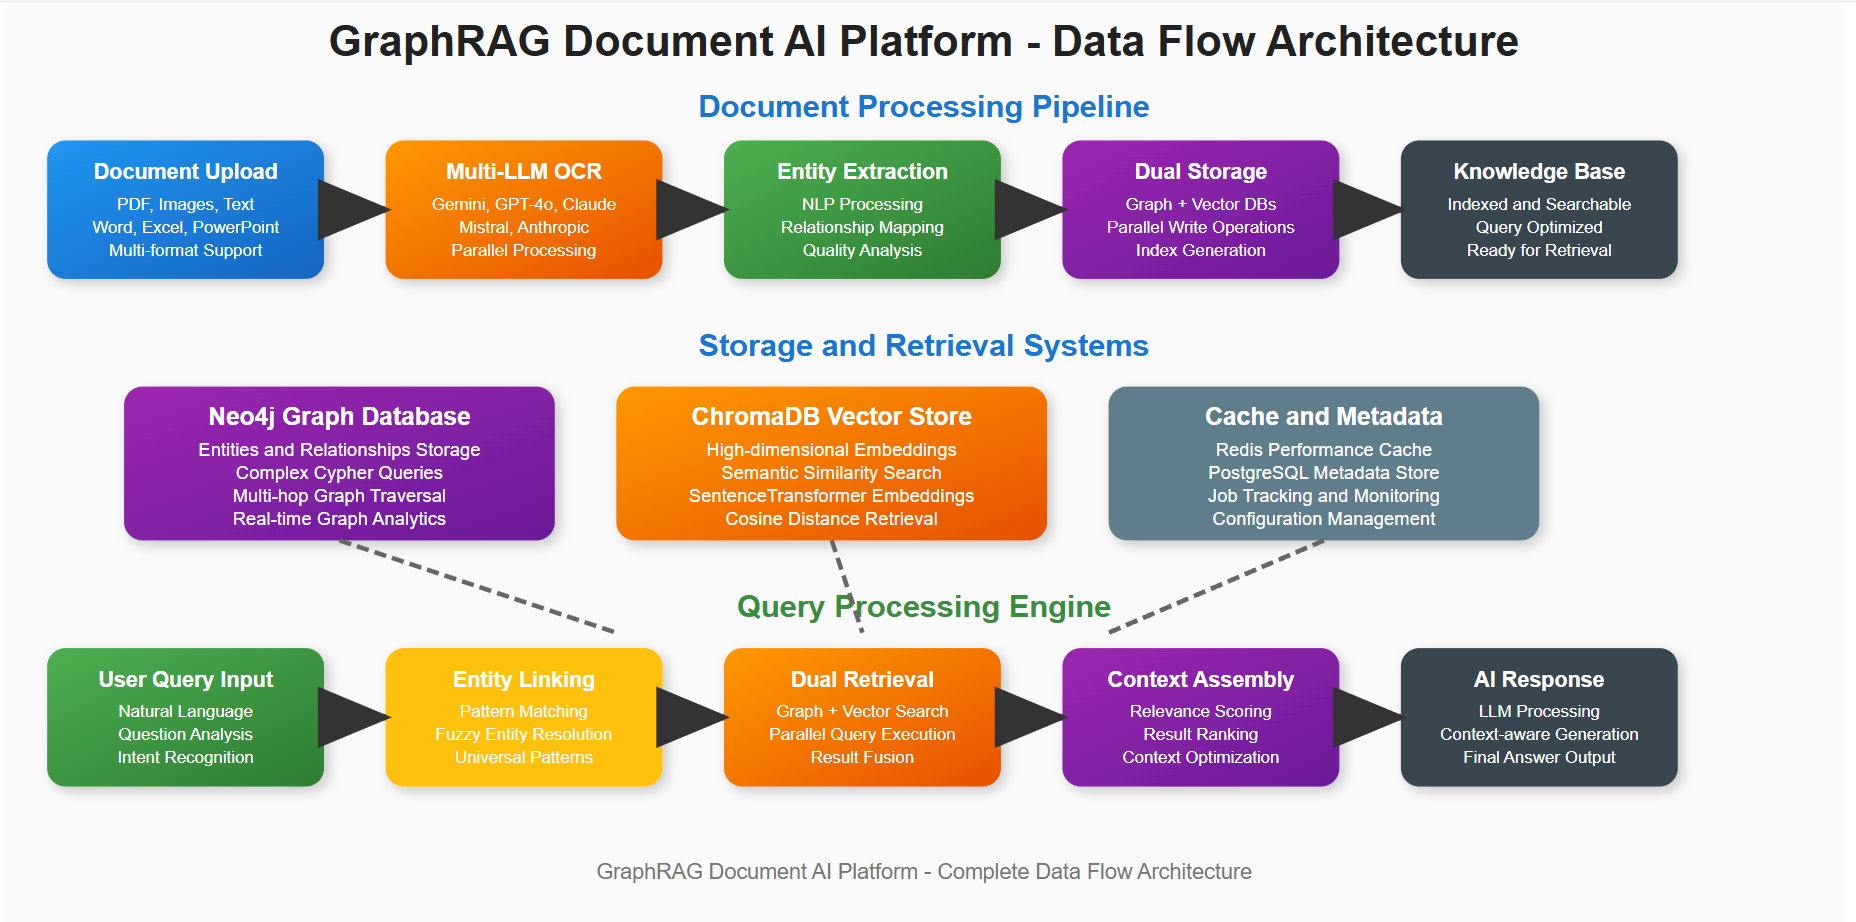 GraphRAG Document AI Platform - Data Flow Architecture
Document Processing Pipeline
Document Upload
PDF, Images, Text
Word, Excel, PowerPoint
Multi-format Support
Multi-LLM OCR
Gemini, GPT-4o, Claude
Mistral, Anthropic
Parallel Processing
Entity Extraction
NLP Processing
Relationship Mapping
Quality Analysis
Dual Storage
Graph + Vector DBs
Parallel Write Operations
Index Generation
Knowledge Base
Indexed and Searchable
Query Optimized
Ready for Retrieval
Storage and Retrieval Systems
Neo4j Graph Database
Entities and Relationships Storage
Complex Cypher Queries
Multi-hop Graph Traversal
Real-time Graph Analytics
ChromaDB Vector Store
High-dimensional Embeddings
Semantic Similarity Search
SentenceTransformer Embeddings
Cosine Distance Retrieval
Cache and Metadata
Redis Performance Cache
PostgreSQL Metadata Store
Job Tracking and Monitoring
Configuration Management
Query Processing Engine
User Query Input
Natural Language
Question Analysis
Intent Recognition
Entity Linking
Pattern Matching
Fuzzy Entity Resolution
Universal Patterns
Dual Retrieval
Graph + Vector Search
Parallel Query Execution
Result Fusion
Context Assembly
Relevance Scoring
Result Ranking
Context Optimization
AI Response
LLM Processing
Context-aware Generation
Final Answer Output
GraphRAG Document AI Platform - Complete Data Flow Architecture